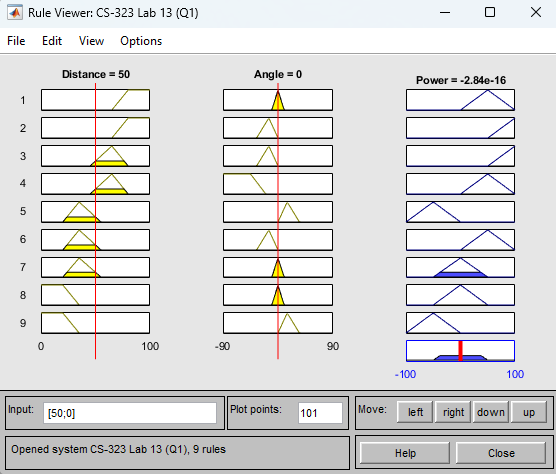 Rule Viewer: CS-323 Lab 13 (Q1)
File Edit View Options
Distance = 50 Angle = 0 Power = -2.84e-16
1
2
3
4
5
6
7
8
9
0 100 -90 90
-100 100
Input: [50;0] Plot points: 101 Move: left right down up
Opened system CS-323 Lab 13 (Q1), 9 rules Help Close